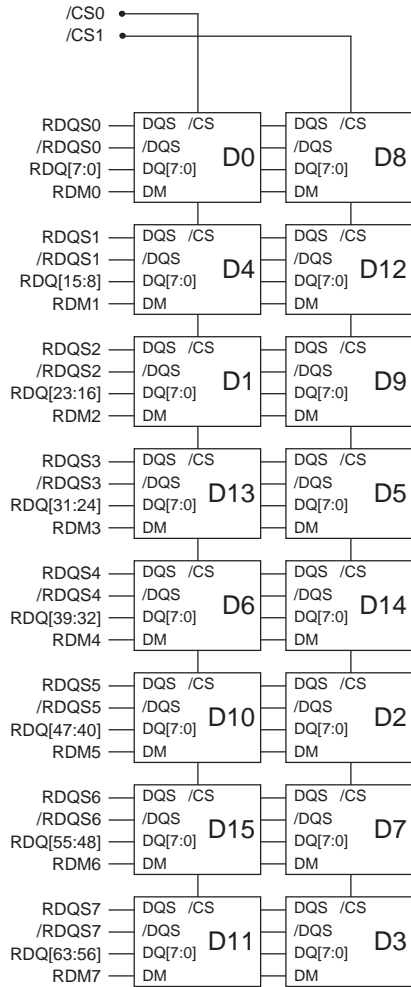 /CS0
/CS1
RDQS0 DQS /CS D0 DQS /CS D8
/RDQS0 /DQS /DQS
RDQ[7:0] DQ[7:0] DQ[7:0]
RDM0 DM DM
RDQS1 DQS /CS D4 DQS /CS D12
/RDQS1 /DQS /DQS
RDQ[15:8] DQ[7:0] DQ[7:0]
RDM1 DM DM
RDQS2 DQS /CS D1 DQS /CS D9
/RDQS2 /DQS /DQS
RDQ[23:16] DQ[7:0] DQ[7:0]
RDM2 DM DM
RDQS3 DQS /CS D13 DQS /CS D5
/RDQS3 /DQS /DQS
RDQ[31:24] DQ[7:0] DQ[7:0]
RDM3 DM DM
RDQS4 DQS /CS D6 DQS /CS D14
/RDQS4 /DQS /DQS
RDQ[39:32] DQ[7:0] DQ[7:0]
RDM4 DM DM
RDQS5 DQS /CS D10 DQS /CS D2
/RDQS5 /DQS /DQS
RDQ[47:40] DQ[7:0] DQ[7:0]
RDM5 DM DM
RDQS6 DQS /CS D15 DQS /CS D7
/RDQS6 /DQS /DQS
RDQ[55:48] DQ[7:0] DQ[7:0]
RDM6 DM DM
RDQS7 DQS /CS D11 DQS /CS D3
/RDQS7 /DQS /DQS
RDQ[63:56] DQ[7:0] DQ[7:0]
RDM7 DM DM